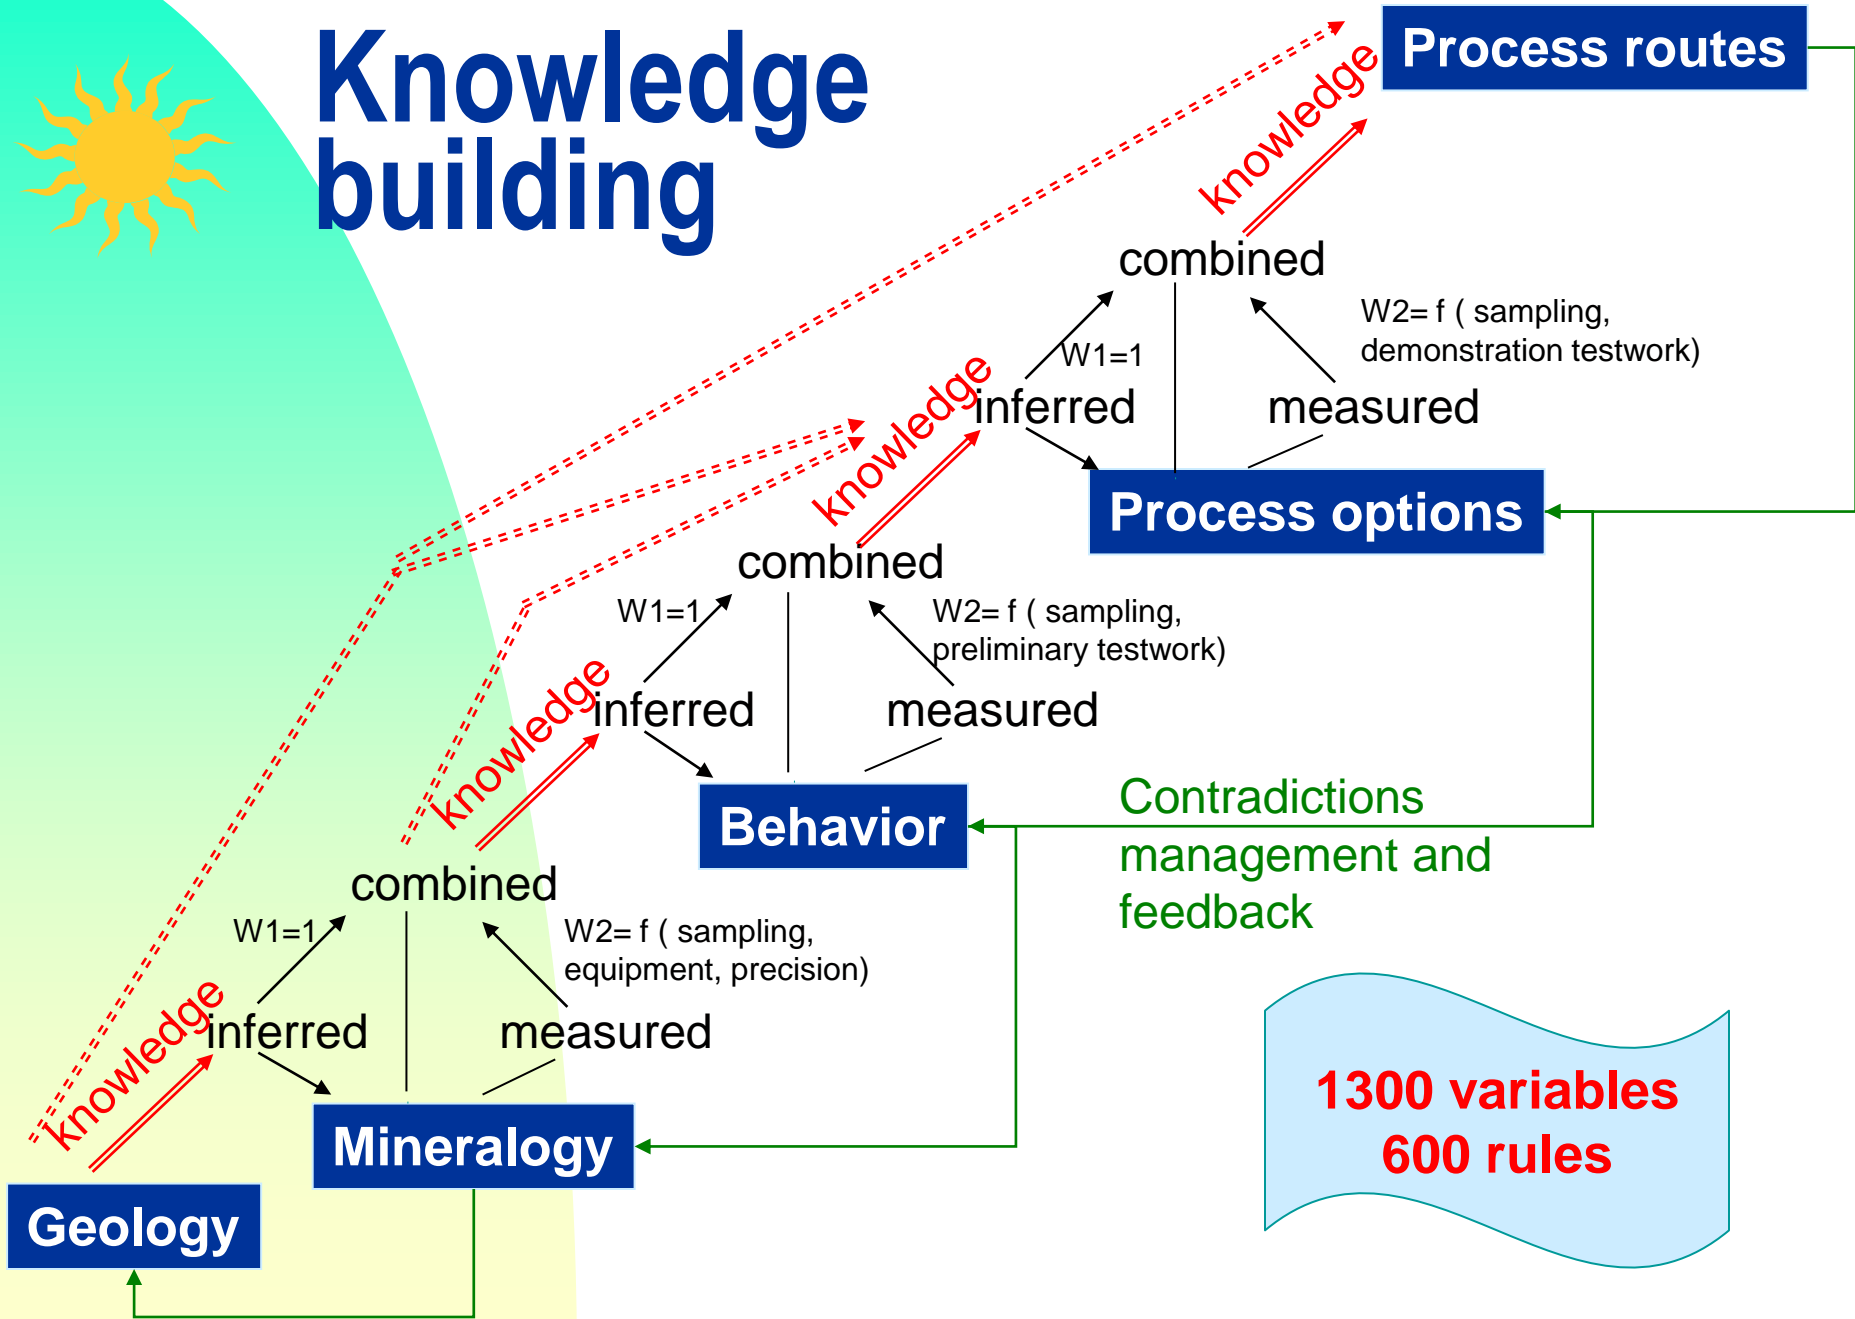 Knowledge
building
Process routes
knowledge
combined
W2= f ( sampling,
demonstration testwork)
W1=1
inferred
measured
Process options
knowledge
combined
W1=1
W2= f ( sampling,
preliminary testwork)
inferred
measured
Behavior
knowledge
Contradictions
management and
feedback
combined
W1=1
W2= f ( sampling,
equipment, precision)
inferred
measured
Mineralogy
knowledge
Geology
1300 variables
600 rules